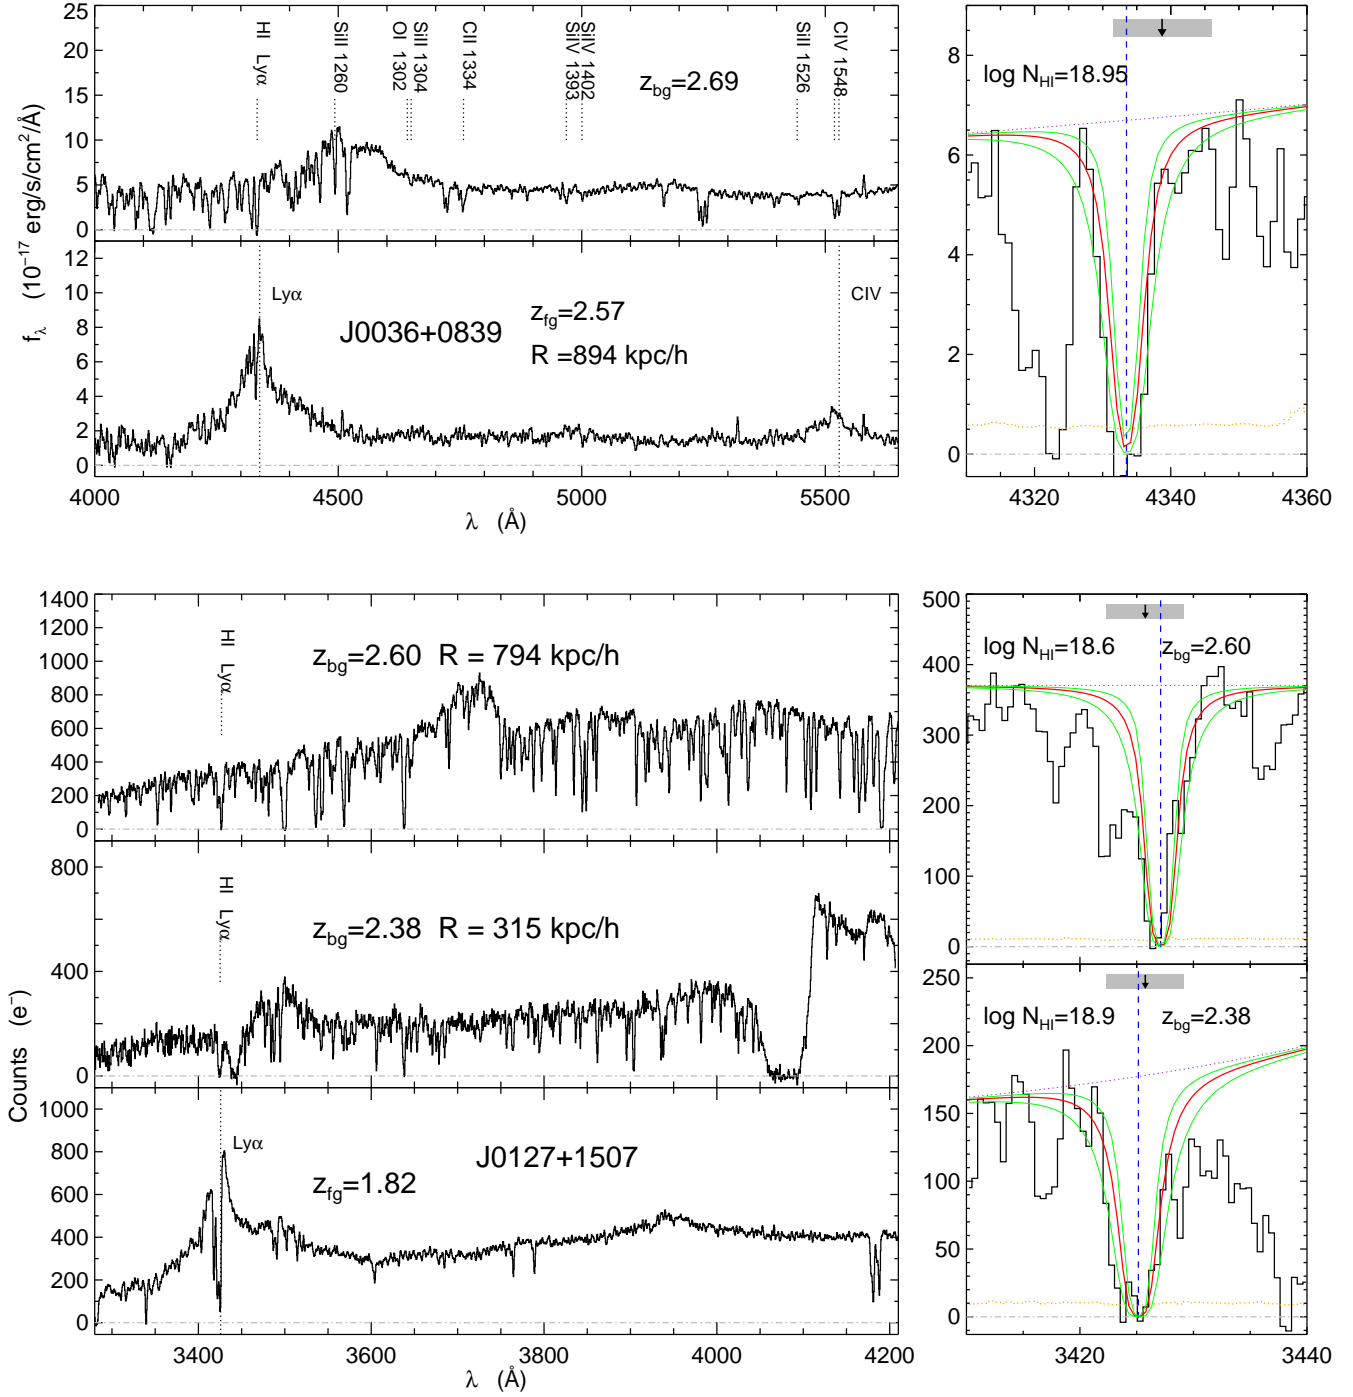 25
20
15
10
5
0
HI Lyα
SiII 1260
OI 1302
SiII 1304
CII 1334
SiIV 1393
SiIV 1402
SiII 1526
CIV 1548
z_bg=2.69
12
10
8
6
4
2
0
Lyα
CIV
z_fg=2.57
J0036+0839
R =894 kpc/h
f_λ (10⁻¹⁷ erg/s/cm²/Å)
4000 4500 5000 5500
λ (Å)
8
6
4
2
0
log N_HI=18.95
4320 4340 4360
1400
1200
1000
800
600
400
200
0
HI Lyα
z_bg=2.60 R = 794 kpc/h
800
400
0
HI Lyα
z_bg=2.38 R = 315 kpc/h
Counts (e⁻)
1000
800
600
400
200
0
Lyα
J0127+1507
z_fg=1.82
3400 3600 3800 4000 4200
λ (Å)
500
400
300
200
100
0
log N_HI=18.6 z_bg=2.60
250
200
150
100
50
0
log N_HI=18.9 z_bg=2.38
3420 3440